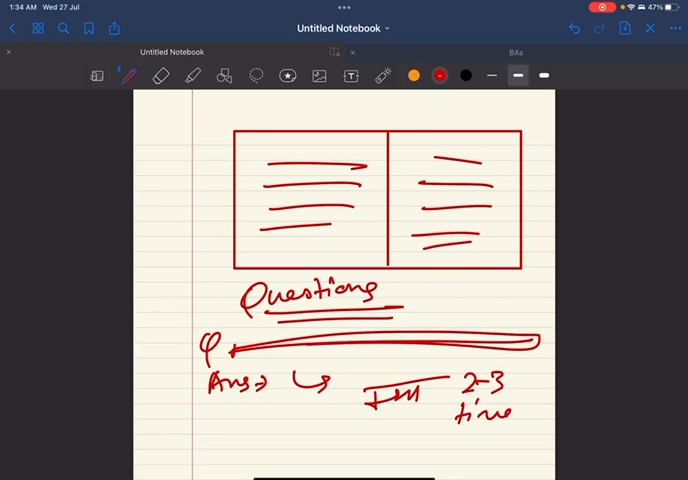 1:34 AM Wed 27 Jul
47%
Untitled Notebook
Untitled Notebook
BAs
T
Questions
Q
Ans→
2-3
time